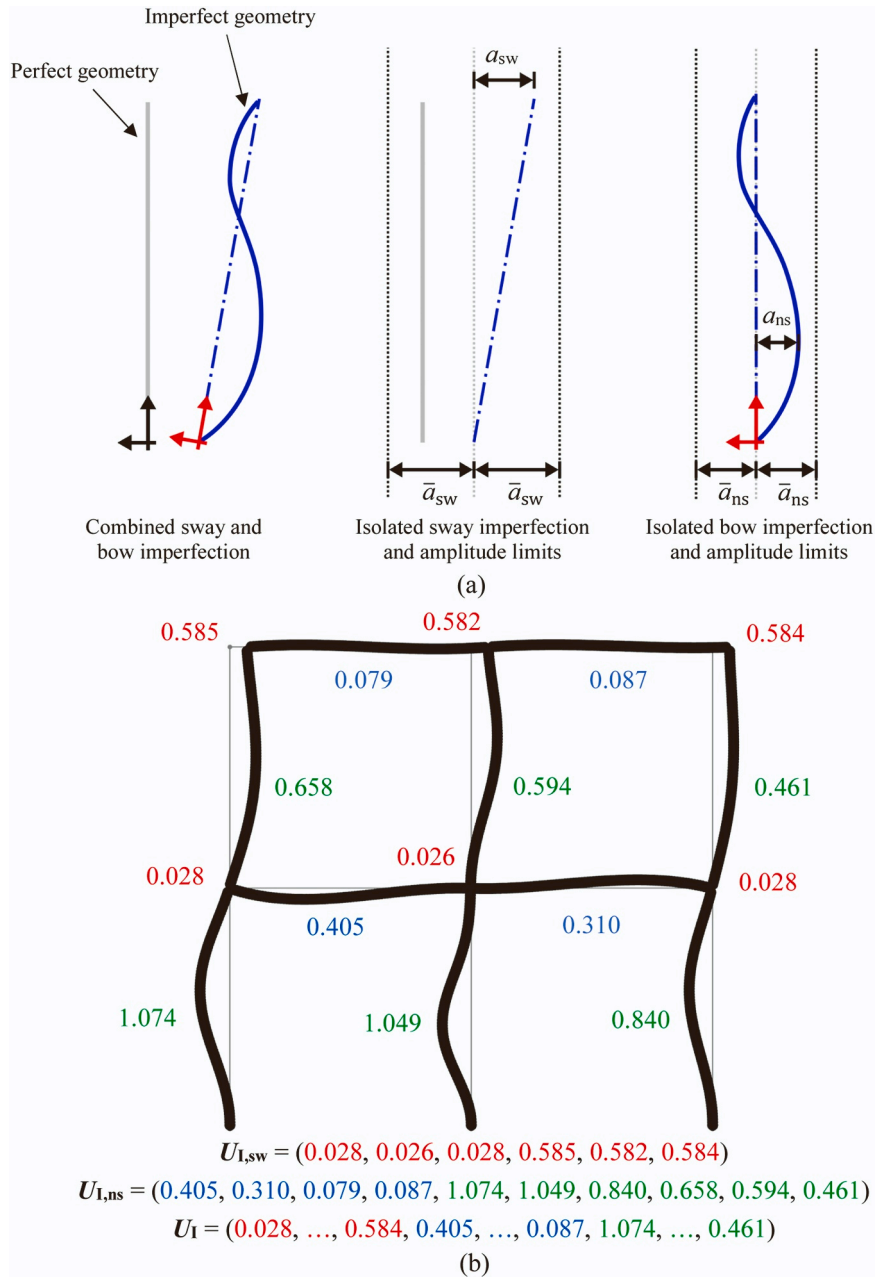 Imperfect geometry
Perfect geometry
a_sw
a_ns
ā_sw ā_sw
ā_ns ā_ns
Combined sway and
bow imperfection
Isolated sway imperfection
and amplitude limits
Isolated bow imperfection
and amplitude limits
(a)
0.585 0.582 0.584
0.079 0.087
0.658 0.594 0.461
0.028 0.026 0.028
0.405 0.310
1.074 1.049 0.840
U_I,sw = (0.028, 0.026, 0.028, 0.585, 0.582, 0.584)
U_I,ns = (0.405, 0.310, 0.079, 0.087, 1.074, 1.049, 0.840, 0.658, 0.594, 0.461)
U_I = (0.028, …, 0.584, 0.405, …, 0.087, 1.074, …, 0.461)
(b)